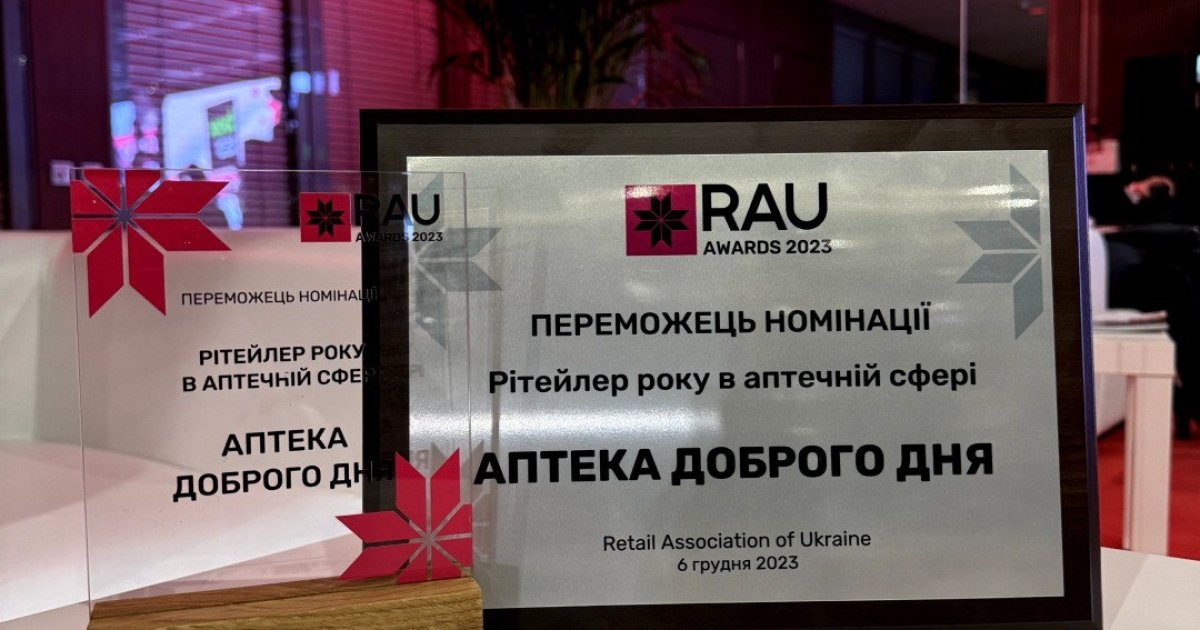 RAU
AWARDS 2023
ПЕРЕМОЖЕЦЬ НОМІНАЦІЇ
РІТЕЙЛЕР РОКУ
В АПТЕЧНІЙ СФЕРІ
АПТЕКА
ДОБРОГО ДНЯ
RAU
AWARDS 2023
ПЕРЕМОЖЕЦЬ НОМІНАЦІЇ
Рітейлер року в аптечній сфері
АПТЕКА ДОБРОГО ДНЯ
Retail Association of Ukraine
6 грудня 2023